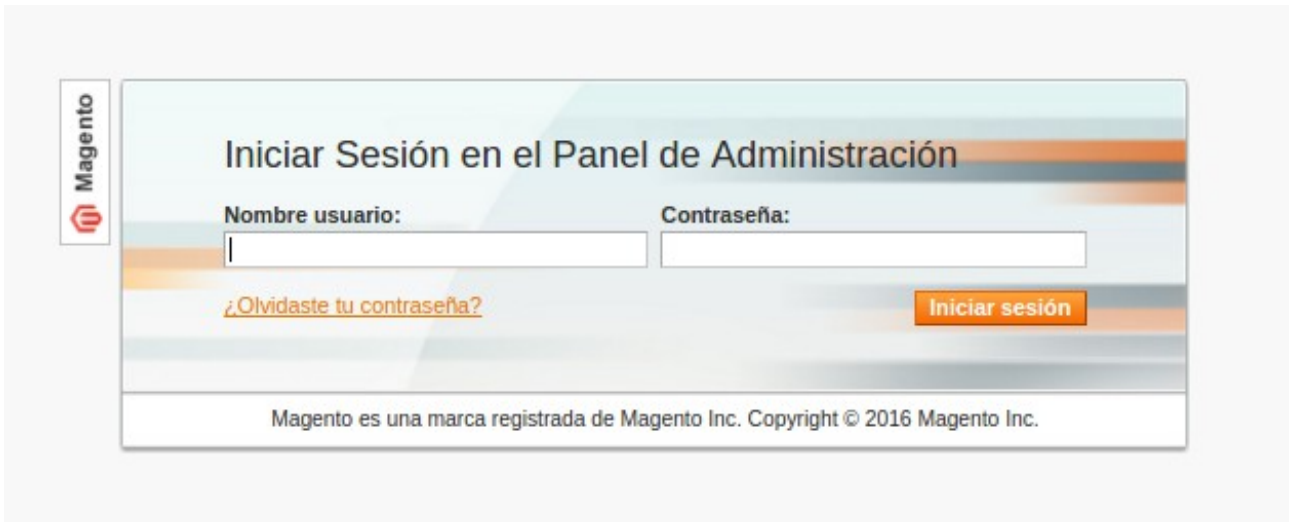 Magento
Iniciar Sesión en el Panel de Administración
Nombre usuario:
Contraseña:
¿Olvidaste tu contraseña?
Iniciar sesión
Magento es una marca registrada de Magento Inc. Copyright © 2016 Magento Inc.